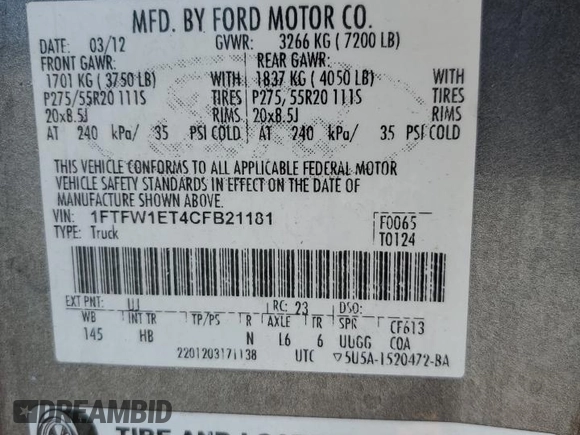 MFD. BY FORD MOTOR CO.
DATE: 03/12 GVWR: 3266 KG ( 7200 LB)
FRONT GAWR: REAR GAWR:
1701 KG ( 3750 LB) WITH 1837 KG ( 4050 LB) WITH
P275/55R20 111S TIRES P275/55R20 111S TIRES
20x8.5J RIMS 20x8.5J RIMS
AT 240 kPa/ 35 PSI COLD AT 240 kPa/ 35 PSI COLD
THIS VEHICLE CONFORMS TO ALL APPLICABLE FEDERAL MOTOR
VEHICLE SAFETY STANDARDS IN EFFECT ON THE DATE OF
MANUFACTURE SHOWN ABOVE.
VIN: 1FTFW1ET4CFB21181 F0065
TYPE: Truck T0124
EXT PNT: UJ RC: 23 DSO:
WB INT TR TP/PS R AXLE TR SPR CF613
145 HB N L6 6 UUGG COA
2201203171138 UTC ▽5U5A-1520472-BA
DREAMBID
TIRE AND